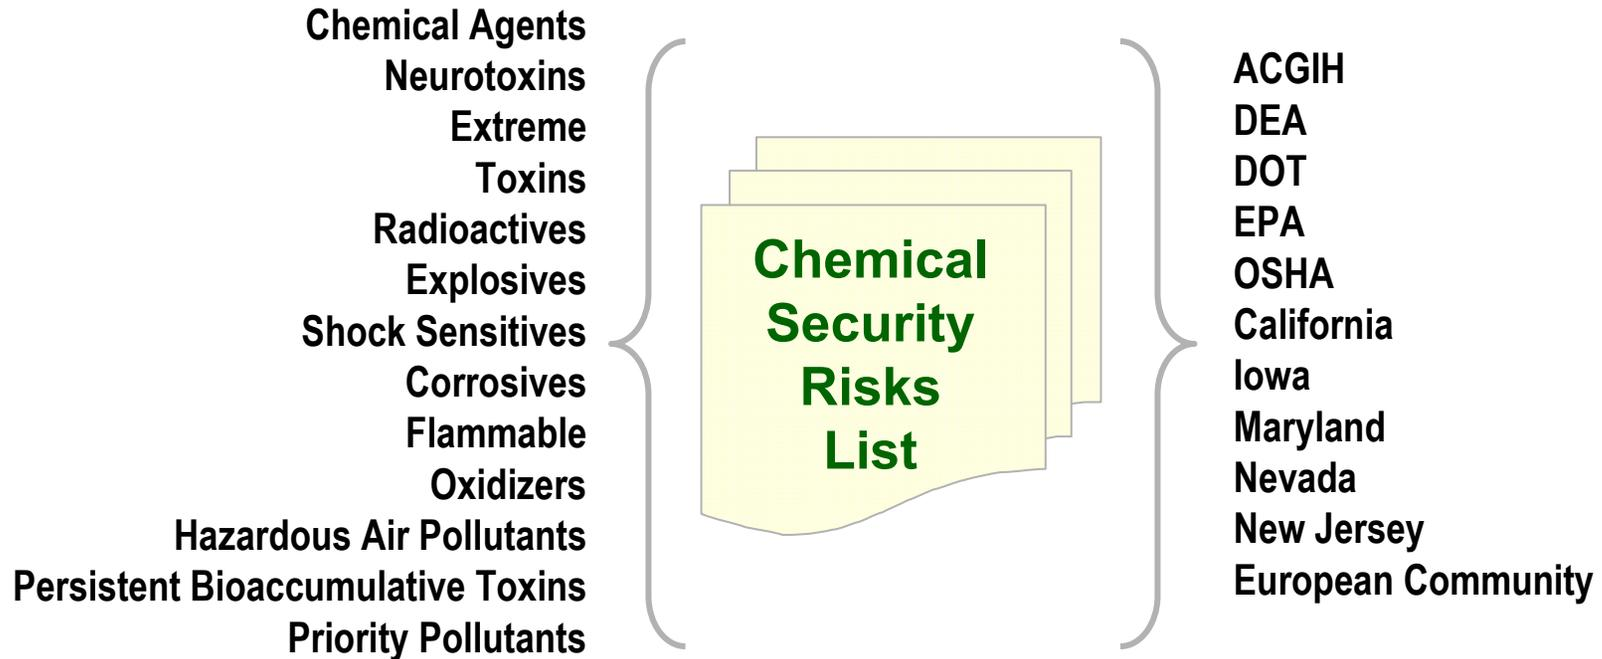 Chemical Agents
Neurotoxins
Extreme
Toxins
Radioactives
Explosives
Shock Sensitives
Corrosives
Flammable
Oxidizers
Hazardous Air Pollutants
Persistent Bioaccumulative Toxins
Priority Pollutants
Chemical
Security
Risks
List
ACGIH
DEA
DOT
EPA
OSHA
California
Iowa
Maryland
Nevada
New Jersey
European Community